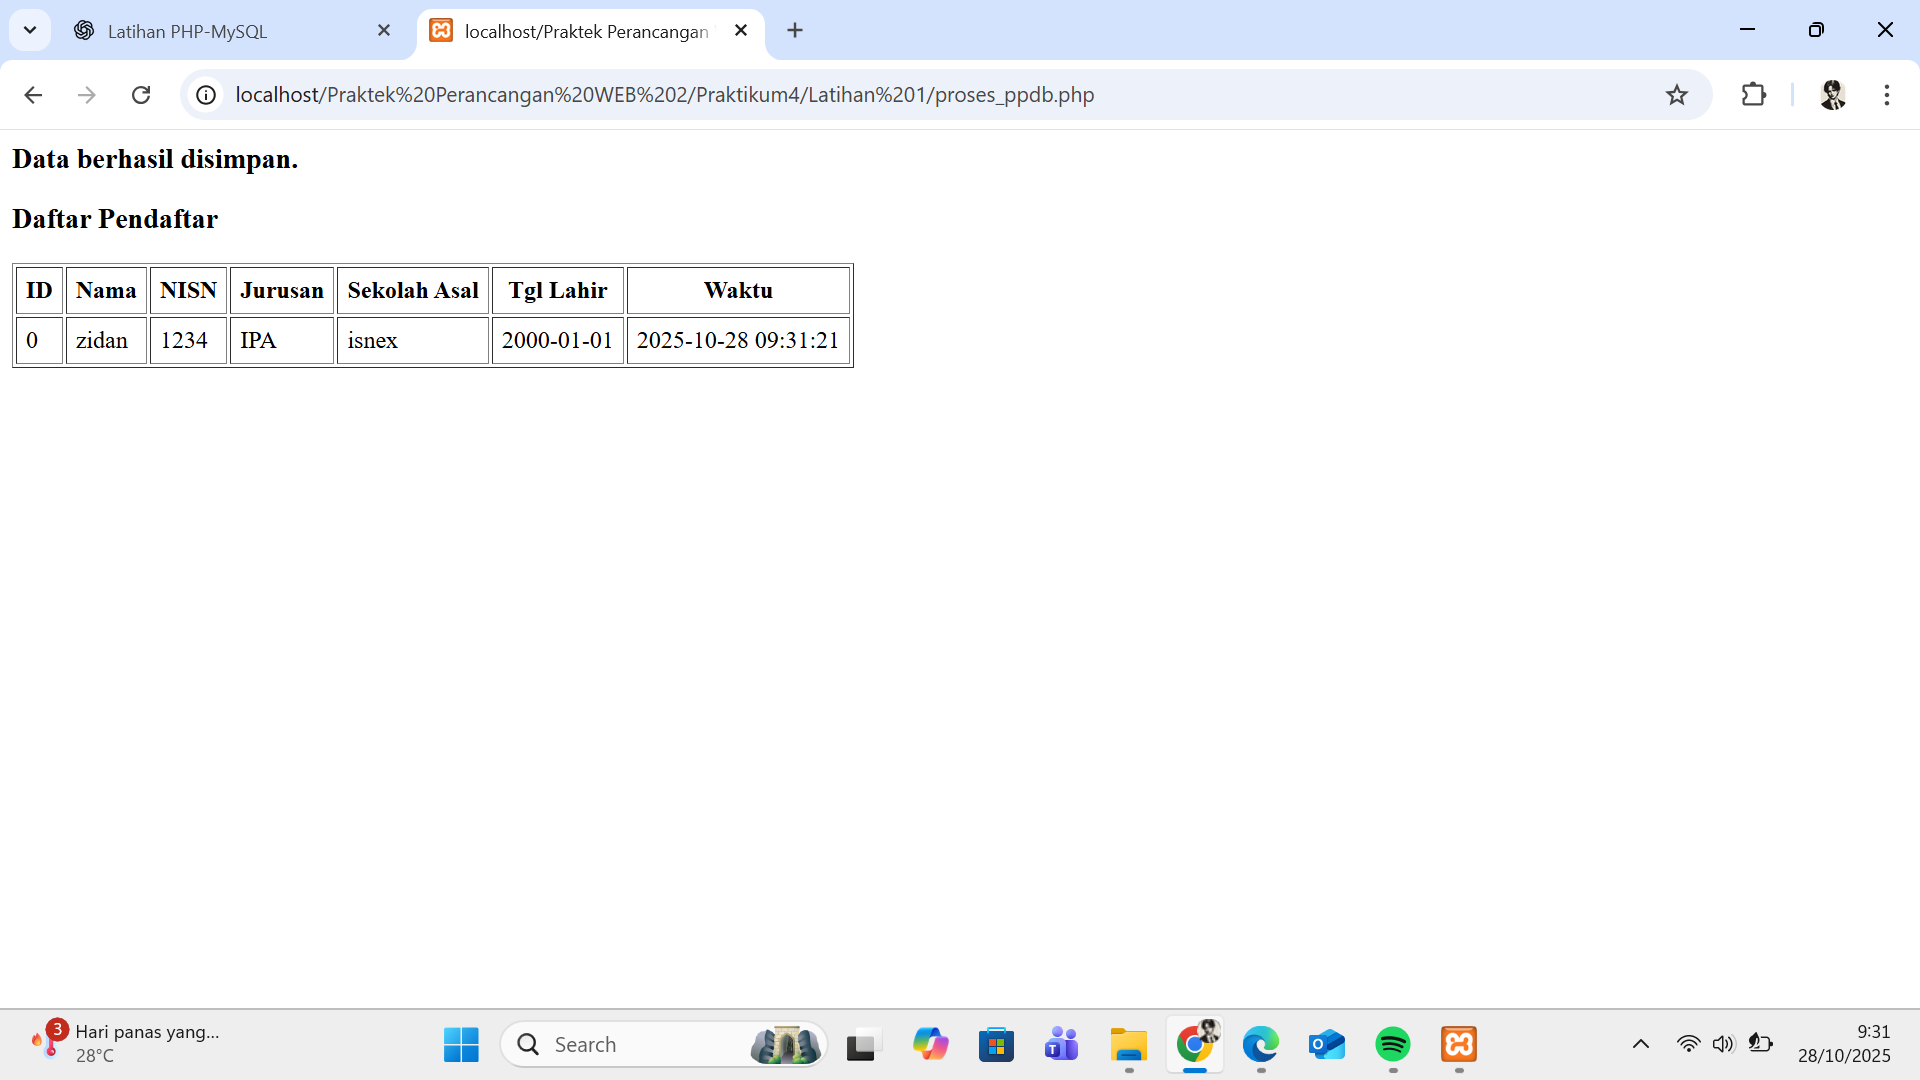 Latihan PHP-MySQL
localhost/Praktek Perancangan
localhost/Praktek%20Perancangan%20WEB%202/Praktikum4/Latihan%201/proses_ppdb.php
Data berhasil disimpan.
Daftar Pendaftar
ID Nama NISN Jurusan Sekolah Asal Tgl Lahir Waktu
0 zidan 1234 IPA isnex 2000-01-01 2025-10-28 09:31:21
3
Hari panas yang...
28°C
Search
9:31
28/10/2025